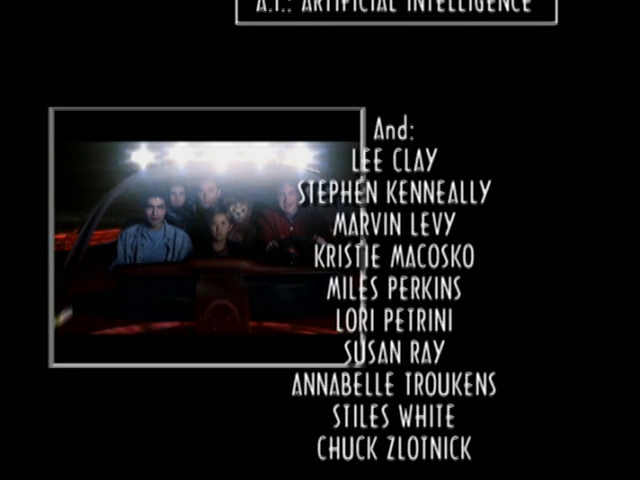 A.I.: ARTIFICIAL INTELLIGENCE
And:
LEE CLAY
STEPHEN KENNEALLY
MARVIN LEVY
KRISTIE MACOSKO
MILES PERKINS
LORI PETRINI
SUSAN RAY
ANNABELLE TROUKENS
STILES WHITE
CHUCK ZLOTNICK